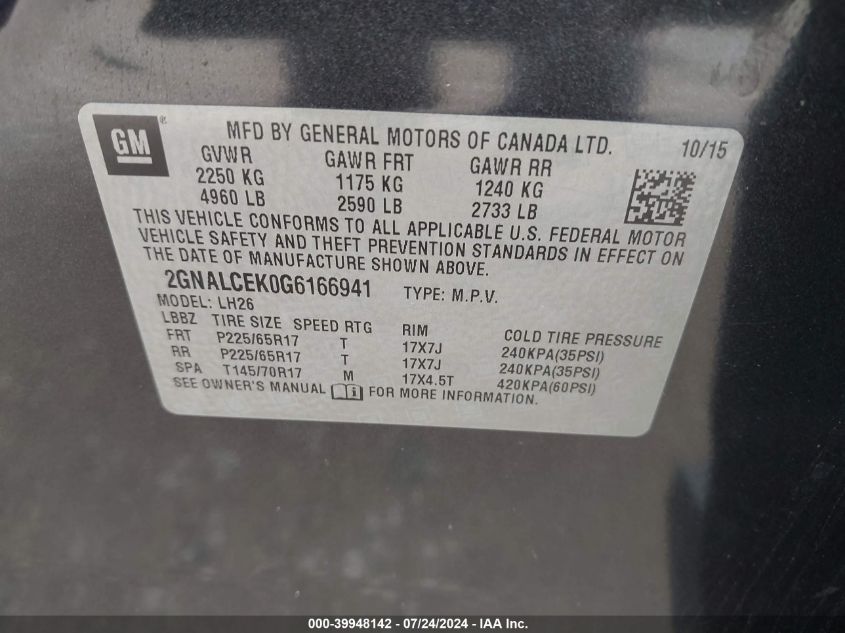 GM ®
MFD BY GENERAL MOTORS OF CANADA LTD. 10/15
GVWR GAWR FRT GAWR RR
2250 KG 1175 KG 1240 KG
4960 LB 2590 LB 2733 LB
THIS VEHICLE CONFORMS TO ALL APPLICABLE U.S. FEDERAL MOTOR
VEHICLE SAFETY AND THEFT PREVENTION STANDARDS IN EFFECT ON
THE DATE OF MANUFACTURE SHOWN ABOVE.
2GNALCEK0G6166941 TYPE: M.P.V.
MODEL: LH26
LBBZ TIRE SIZE SPEED RTG RIM COLD TIRE PRESSURE
FRT P225/65R17 T 17X7J 240KPA(35PSI)
RR P225/65R17 T 17X7J 240KPA(35PSI)
SPA T145/70R17 M 17X4.5T 420KPA(60PSI)
SEE OWNER'S MANUAL FOR MORE INFORMATION.
000-39948142 - 07/24/2024 - IAA Inc.